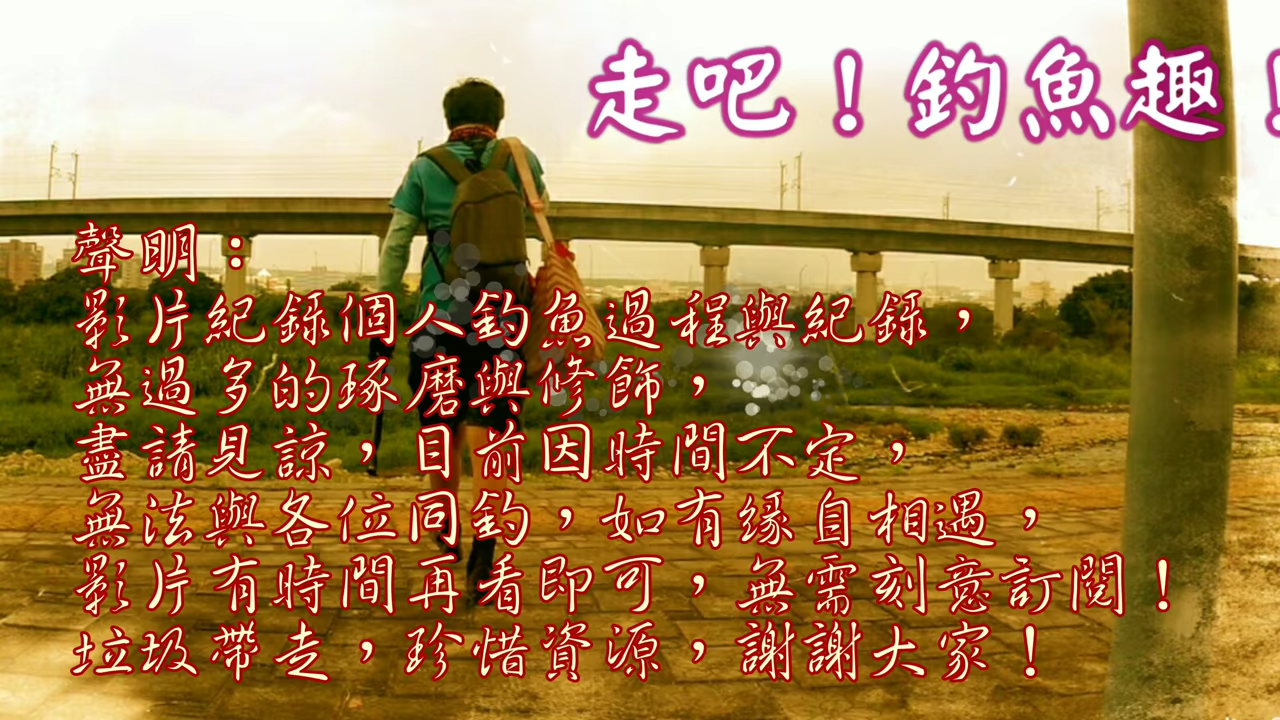 走吧！釣魚趣！
聲明：
影片紀錄個人釣魚過程與紀錄，
無過多的琢磨與修飾，
盡請見諒，目前因時間不定，
無法與各位同釣，如有緣自相遇，
影片有時間再看即可，無需刻意訂閱！
垃圾帶走，珍惜資源，謝謝大家！